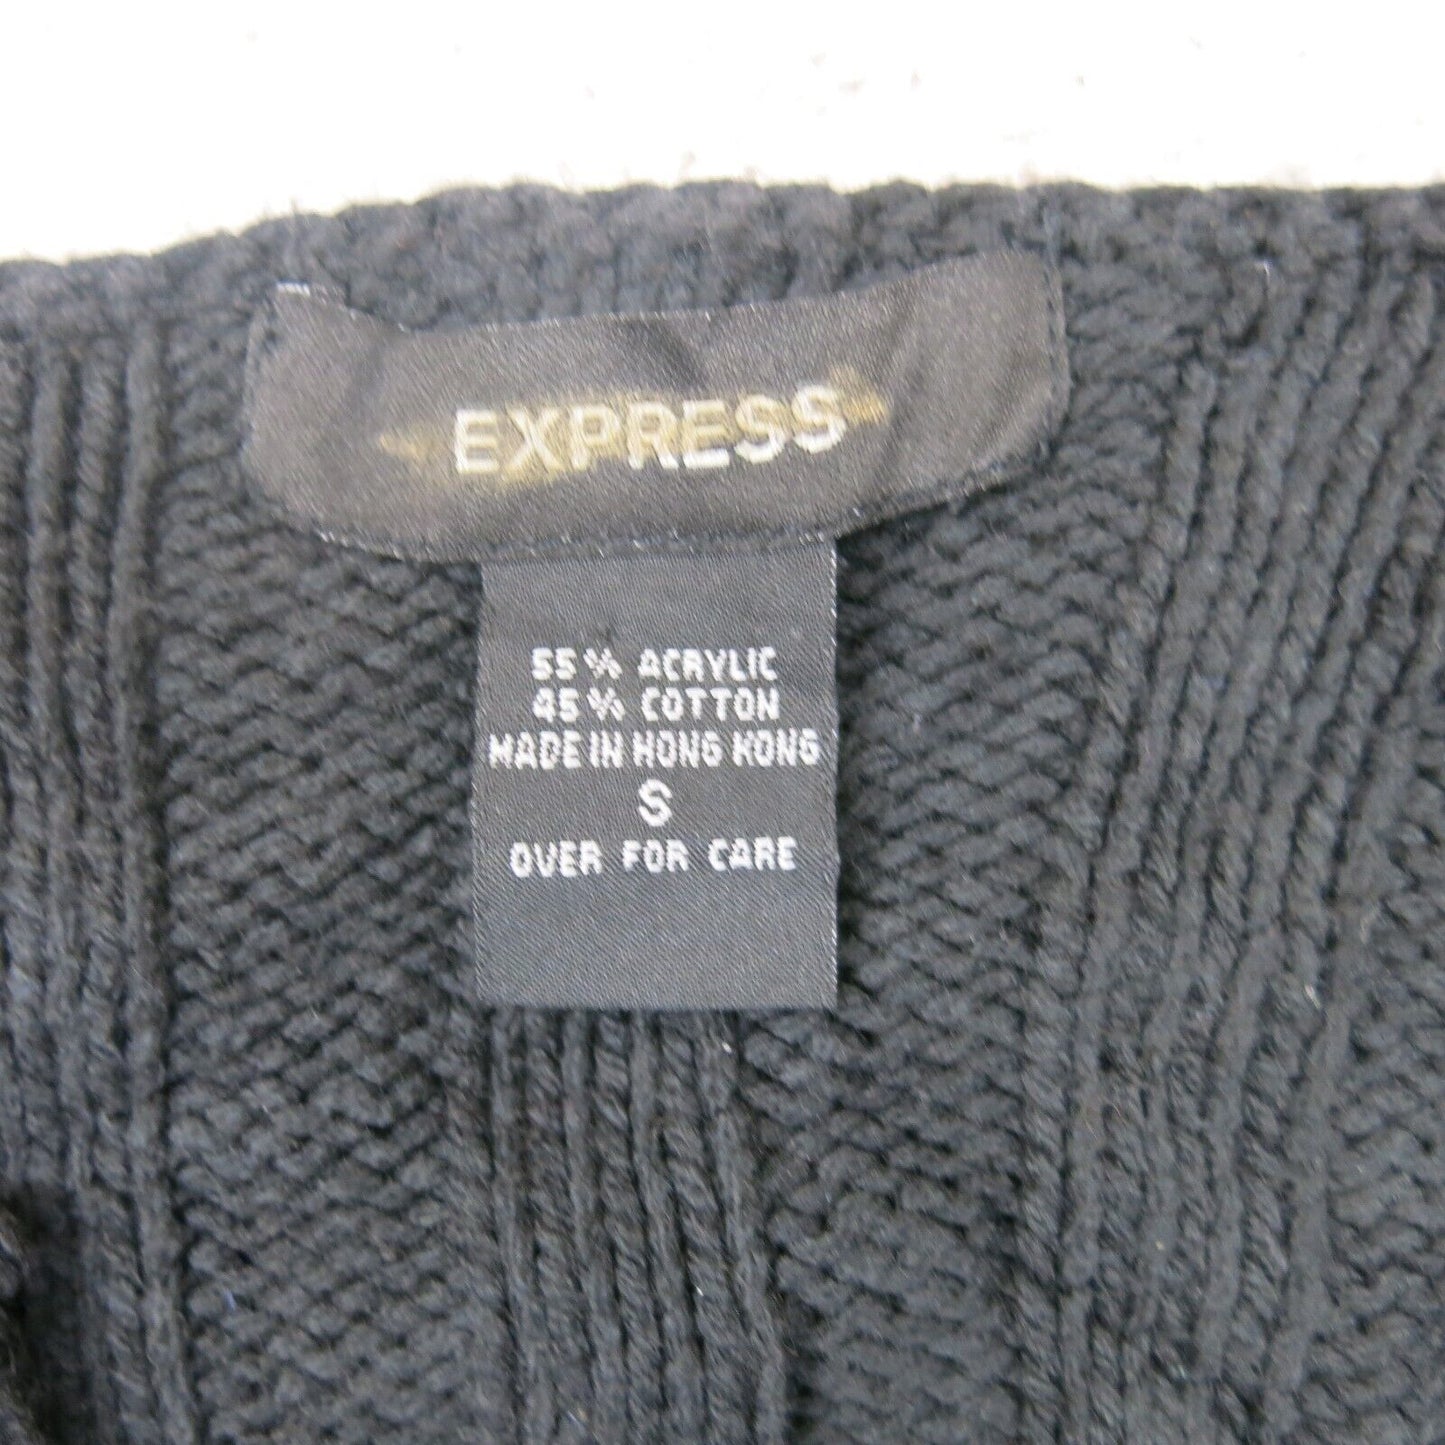 EXPRESS
55% ACRYLIC
45% COTTON
MADE IN HONG KONG
S
OVER FOR CARE